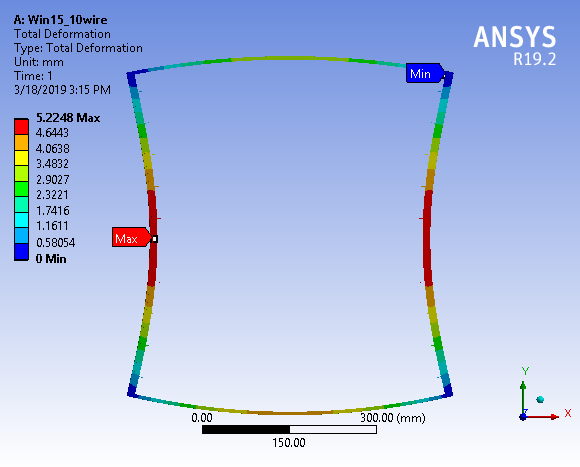 A: Win15_10wire
Total Deformation
Type: Total Deformation
Unit: mm
Time: 1
3/18/2019 3:15 PM
ANSYS
R19.2
5.2248 Max
4.6443
4.0638
3.4832
2.9027
2.3221
1.7416
1.1611
0.58054
0 Min
Min
Max
0.00
300.00 (mm)
150.00
Y
Z
X